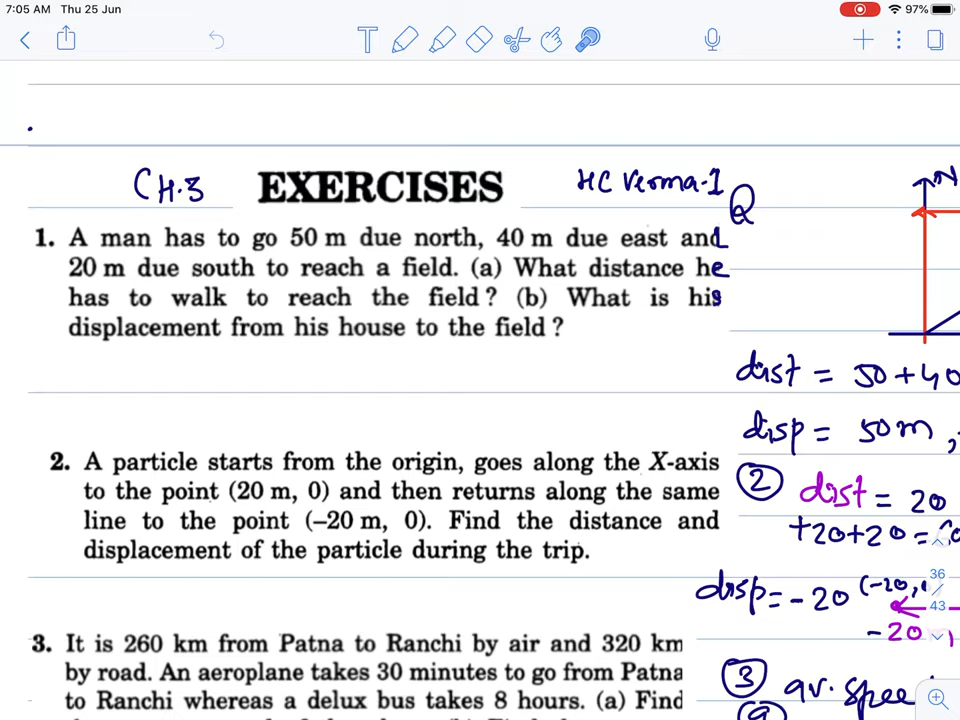 7:05 AM Thu 25 Jun
97%
CH.3 EXERCISES HC Verma-1
1. A man has to go 50 m due north, 40 m due east and
20 m due south to reach a field. (a) What distance he
has to walk to reach the field ? (b) What is his
displacement from his house to the field ?
Q
N
dist = 50+40
disp = 50m,
2. A particle starts from the origin, goes along the X-axis
to the point (20 m, 0) and then returns along the same
line to the point (–20 m, 0). Find the distance and
displacement of the particle during the trip.
2 dist = 20
+20+20 =
disp = -20 (-20,
-20
36
43
3. It is 260 km from Patna to Ranchi by air and 320 km
by road. An aeroplane takes 30 minutes to go from Patna
to Ranchi whereas a delux bus takes 8 hours. (a) Find
3 av. spee
a